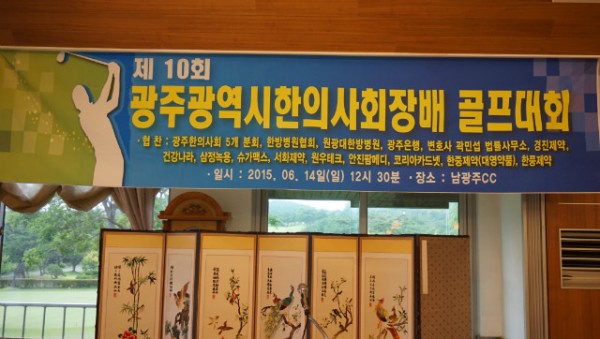 제 10회
광주광역시한의사회장배 골프대회
· 협 찬 : 광주한의사회 5개 분회, 한방병원협회, 원광대한방병원, 광주은행, 변호사 곽민섭 법률사무소, 경진제약,
건강나라, 삼정녹용, 슈가펙스, 서화제약, 원우테크, 안진팜메디, 코리아카드넷, 한중제약(대영약품), 한풍제약
· 일시 : 2015. 06. 14일(일) 12시 30분 · 장소 : 남광주CC